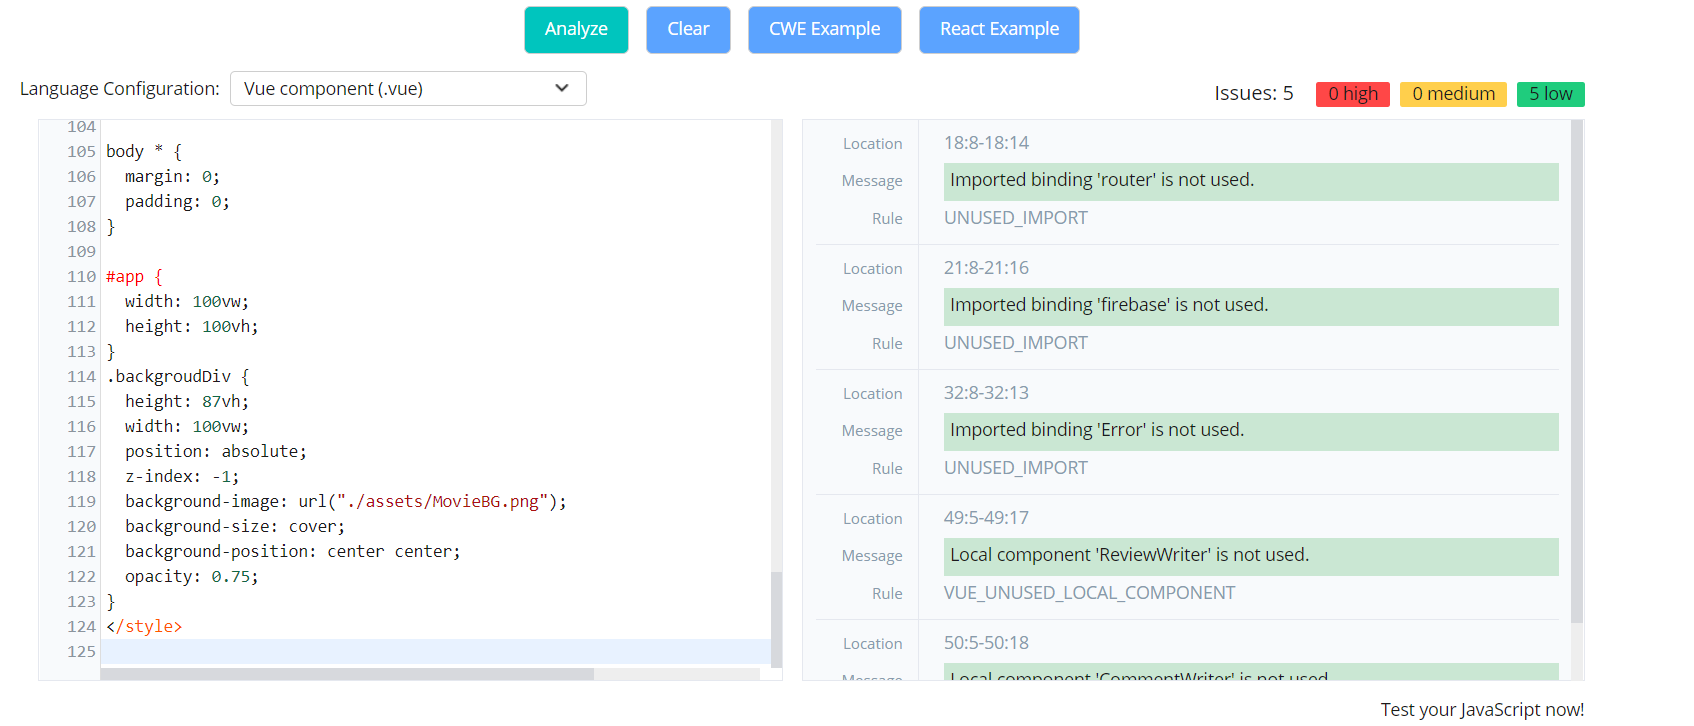 Analyze Clear CWE Example React Example
Language Configuration: Vue component (.vue)
Issues: 5 0 high 0 medium 5 low
104
105 body * {
106   margin: 0;
107   padding: 0;
108 }
109
110 #app {
111   width: 100vw;
112   height: 100vh;
113 }
114 .backgroudDiv {
115   height: 87vh;
116   width: 100vw;
117   position: absolute;
118   z-index: -1;
119   background-image: url("./assets/MovieBG.png");
120   background-size: cover;
121   background-position: center center;
122   opacity: 0.75;
123 }
124 </style>
125
Location 18:8-18:14
Message Imported binding 'router' is not used.
Rule UNUSED_IMPORT
Location 21:8-21:16
Message Imported binding 'firebase' is not used.
Rule UNUSED_IMPORT
Location 32:8-32:13
Message Imported binding 'Error' is not used.
Rule UNUSED_IMPORT
Location 49:5-49:17
Message Local component 'ReviewWriter' is not used.
Rule VUE_UNUSED_LOCAL_COMPONENT
Location 50:5-50:18
Message Local component 'CommentWriter' is not used.
Test your JavaScript now!